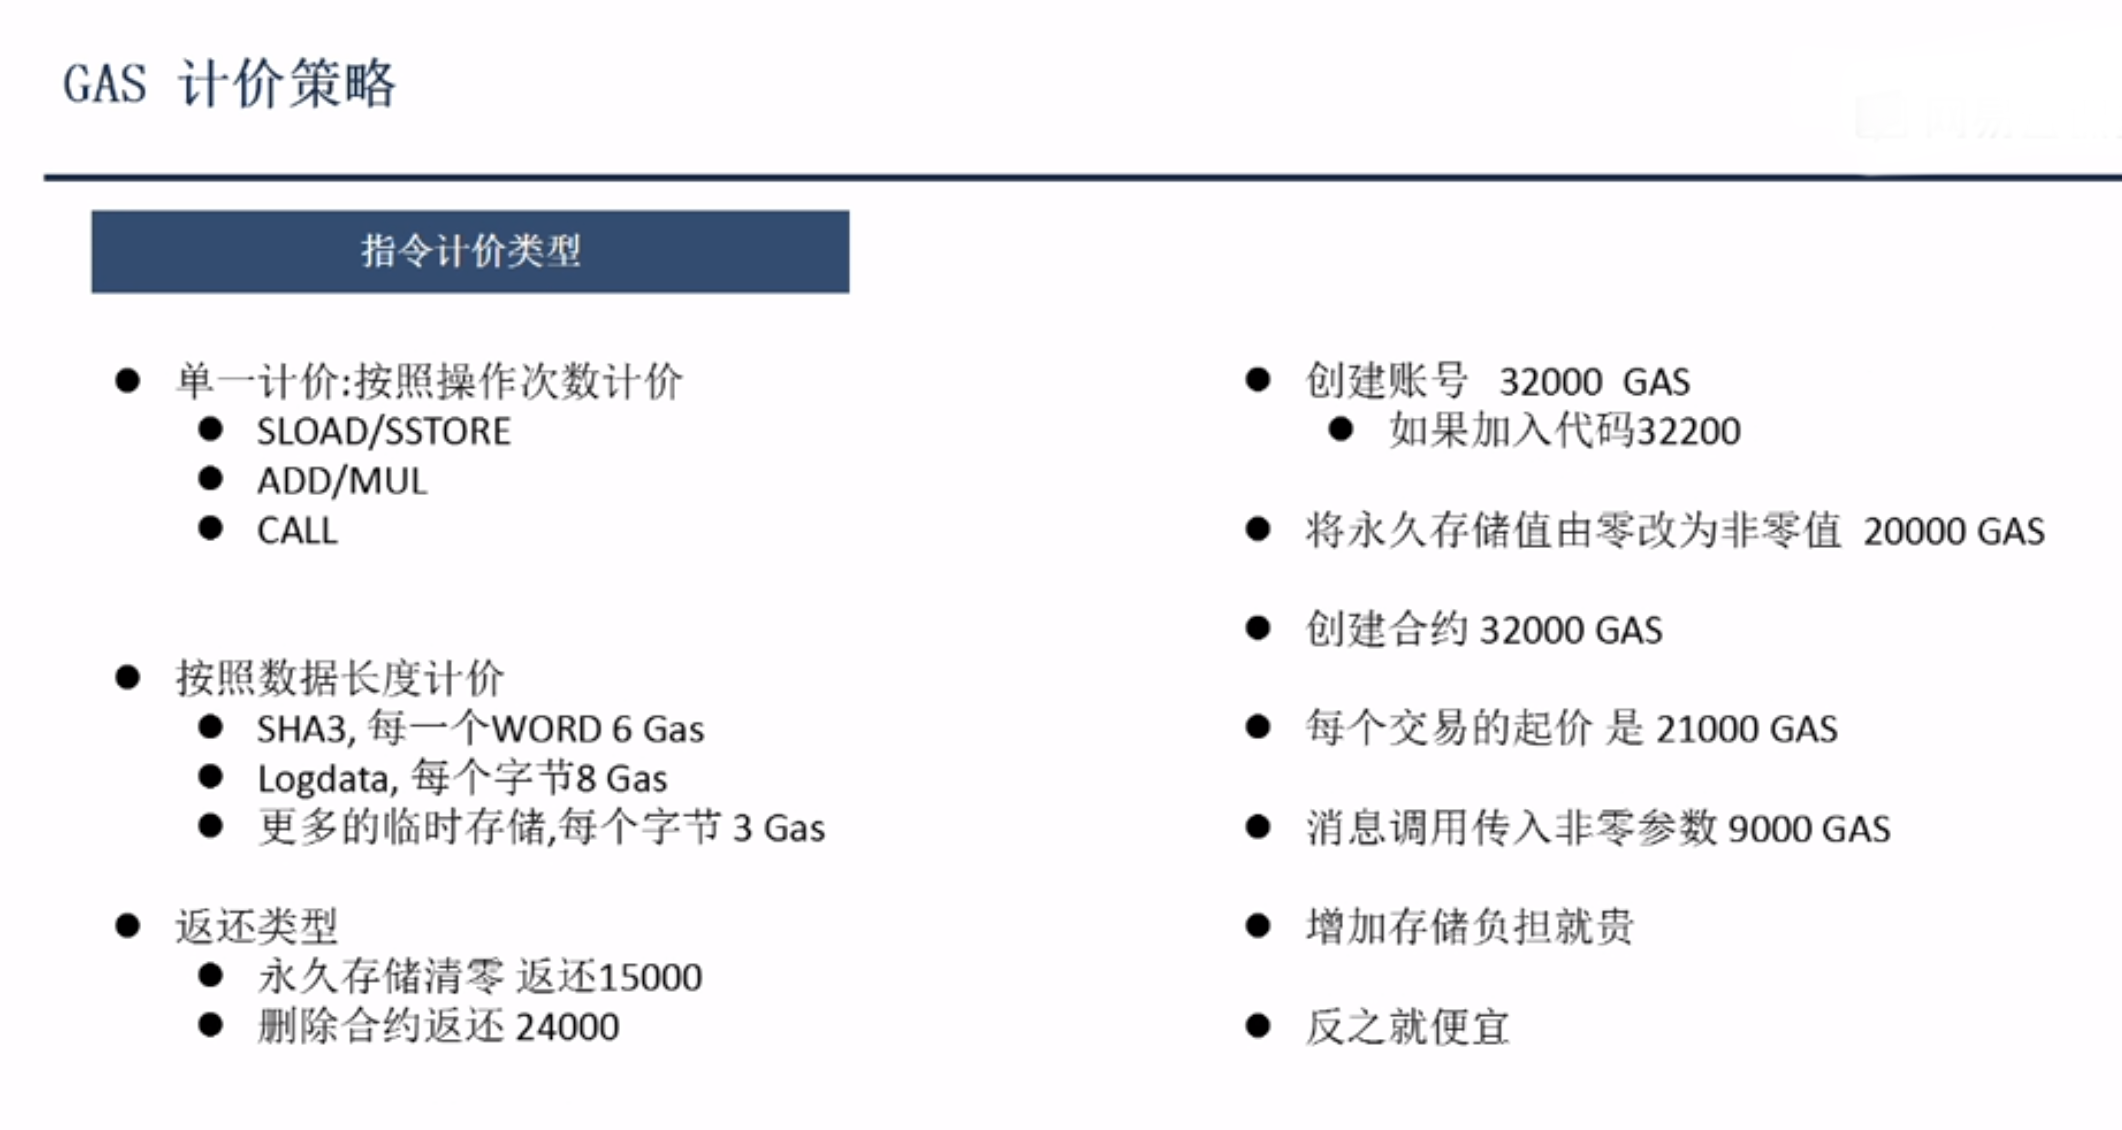 GAS 计价策略
指令计价类型
单一计价:按照操作次数计价
SLOAD/SSTORE
ADD/MUL
CALL
按照数据长度计价
SHA3, 每一个WORD 6 Gas
Logdata, 每个字节8 Gas
更多的临时存储,每个字节 3 Gas
返还类型
永久存储清零 返还15000
删除合约返还 24000
创建账号 32000 GAS
如果加入代码32200
将永久存储值由零改为非零值 20000 GAS
创建合约 32000 GAS
每个交易的起价 是 21000 GAS
消息调用传入非零参数 9000 GAS
增加存储负担就贵
反之就便宜